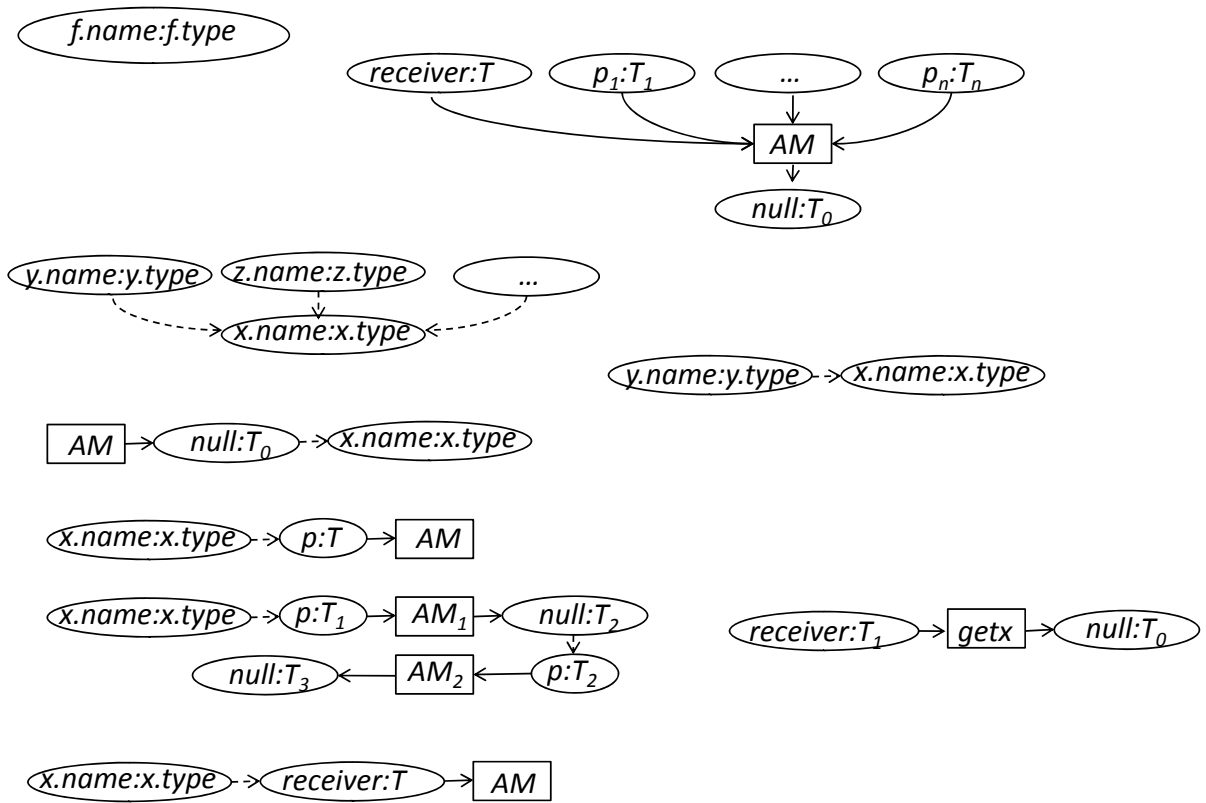 f.name:f.type
receiver:T p₁:T₁ ... pₙ:Tₙ
AM
null:T₀
y.name:y.type z.name:z.type ...
x.name:x.type
y.name:y.type x.name:x.type
AM null:T₀ x.name:x.type
x.name:x.type p:T AM
x.name:x.type p:T₁ AM₁ null:T₂
receiver:T₁ getx null:T₀
null:T₃ AM₂ p:T₂
x.name:x.type receiver:T AM